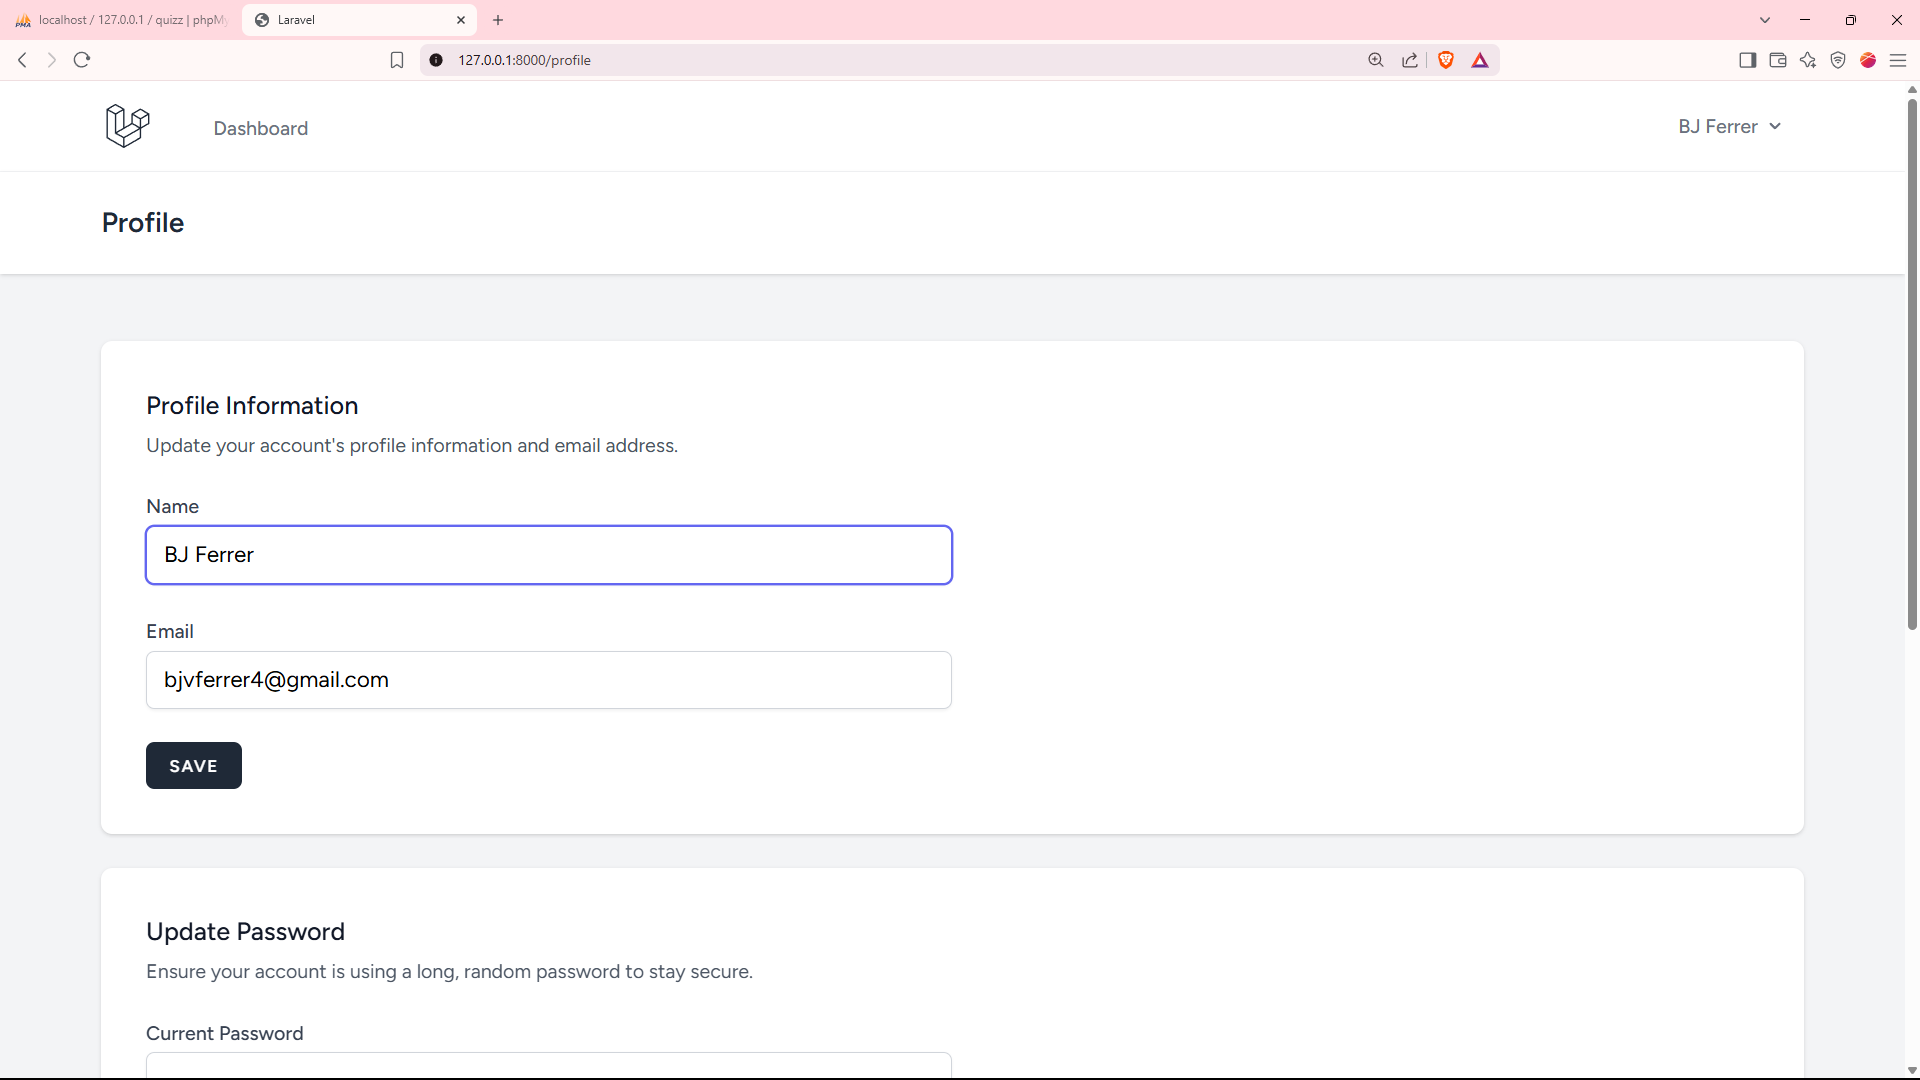 localhost / 127.0.0.1 / quizz | phpMy
Laravel
127.0.0.1:8000/profile
Dashboard
BJ Ferrer
Profile
Profile Information
Update your account's profile information and email address.
Name
BJ Ferrer
Email
bjvferrer4@gmail.com
SAVE
Update Password
Ensure your account is using a long, random password to stay secure.
Current Password